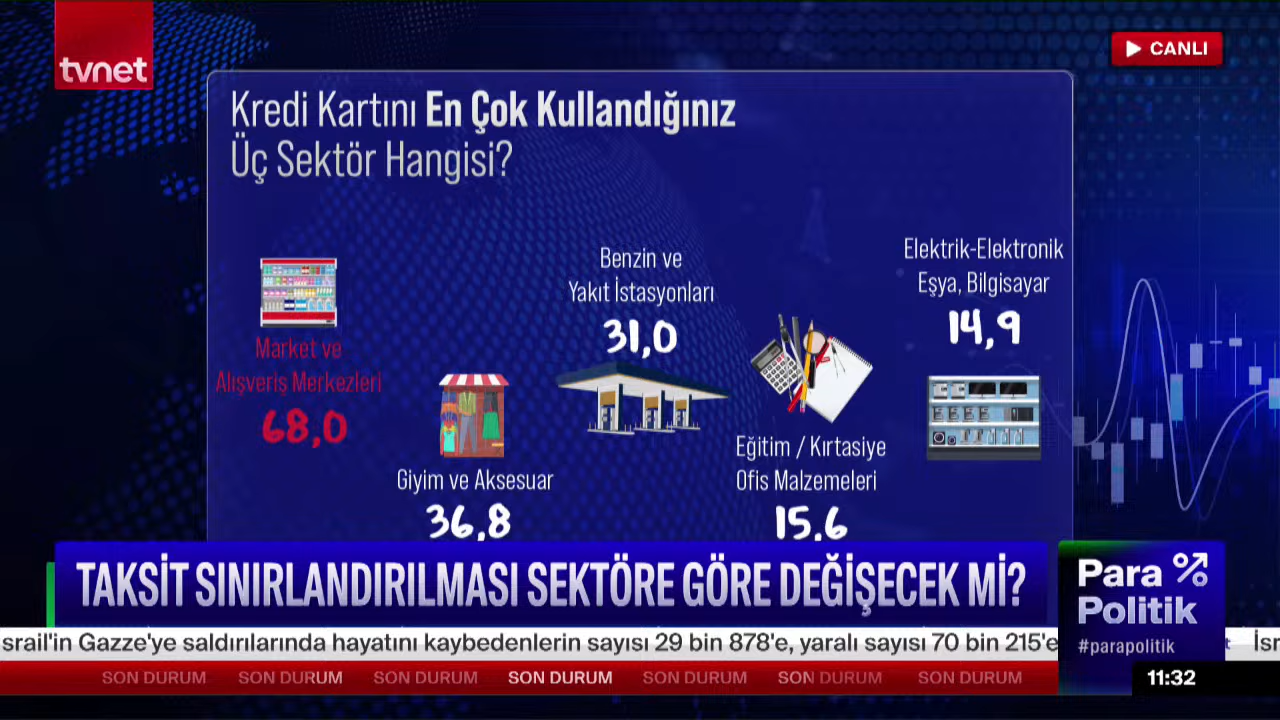 tvnet
CANLI
Kredi Kartını En Çok Kullandığınız
Üç Sektör Hangisi?
Market ve
Alışveriş Merkezleri
68,0
Giyim ve Aksesuar
36,8
Benzin ve
Yakıt İstasyonları
31,0
Eğitim / Kırtasiye
Ofis Malzemeleri
15,6
Elektrik-Elektronik
Eşya, Bilgisayar
14,9
TAKSİT SINIRLANDIRILMASI SEKTÖRE GÖRE DEĞİŞECEK Mİ?
Para %
Politik
#parapolitik
srail'in Gazze'ye saldırılarında hayatını kaybedenlerin sayısı 29 bin 878'e, yaralı sayısı 70 bin 215'e
t İsr
SON DURUM SON DURUM SON DURUM SON DURUM SON DURUM SON DURUM SON DURUM
11:32